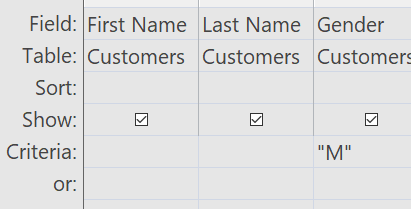 Field: First Name Last Name Gender
Table: Customers Customers Customers
Sort:
Show:
Criteria: "M"
or: